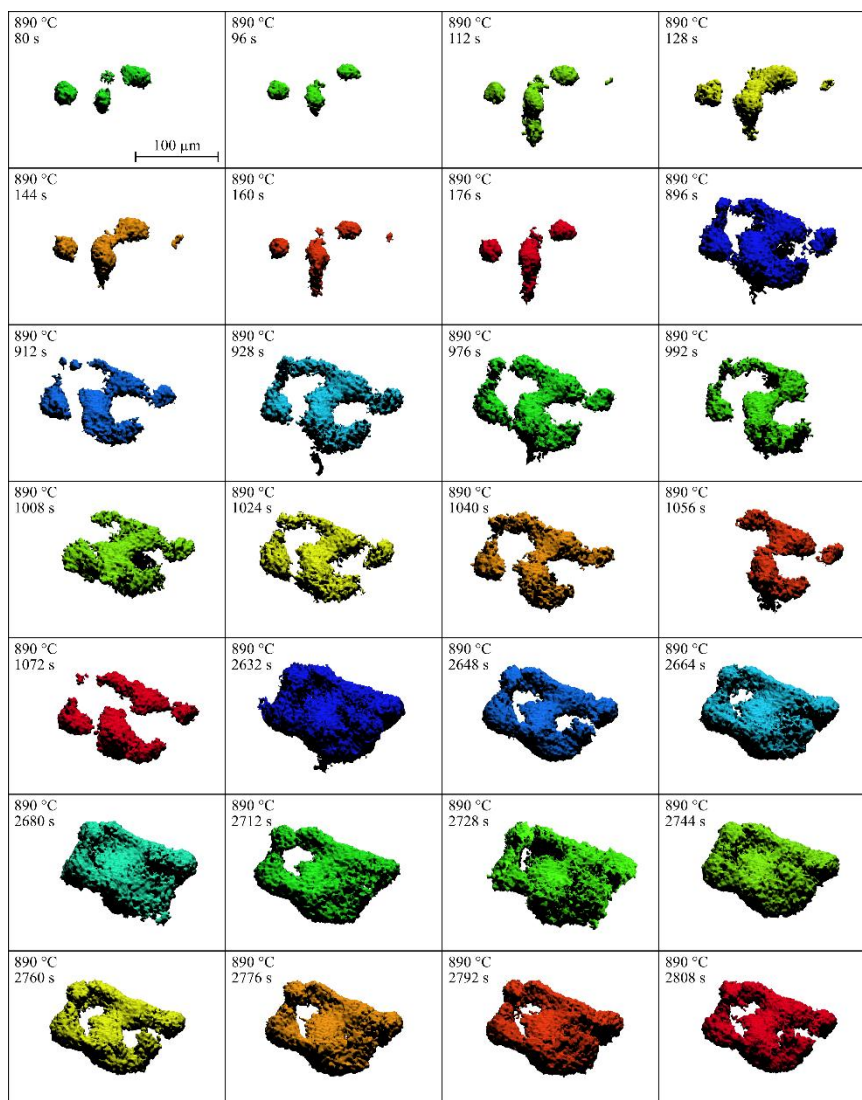 890 °C
80 s
100 μm
890 °C
96 s
890 °C
112 s
890 °C
128 s
890 °C
144 s
890 °C
160 s
890 °C
176 s
890 °C
896 s
890 °C
912 s
890 °C
928 s
890 °C
976 s
890 °C
992 s
890 °C
1008 s
890 °C
1024 s
890 °C
1040 s
890 °C
1056 s
890 °C
1072 s
890 °C
2632 s
890 °C
2648 s
890 °C
2664 s
890 °C
2680 s
890 °C
2712 s
890 °C
2728 s
890 °C
2744 s
890 °C
2760 s
890 °C
2776 s
890 °C
2792 s
890 °C
2808 s